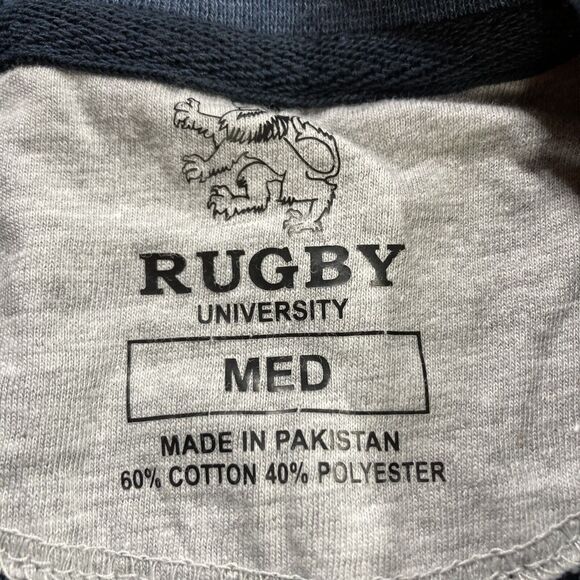 RUGBY
UNIVERSITY
MED
MADE IN PAKISTAN
60% COTTON 40% POLYESTER